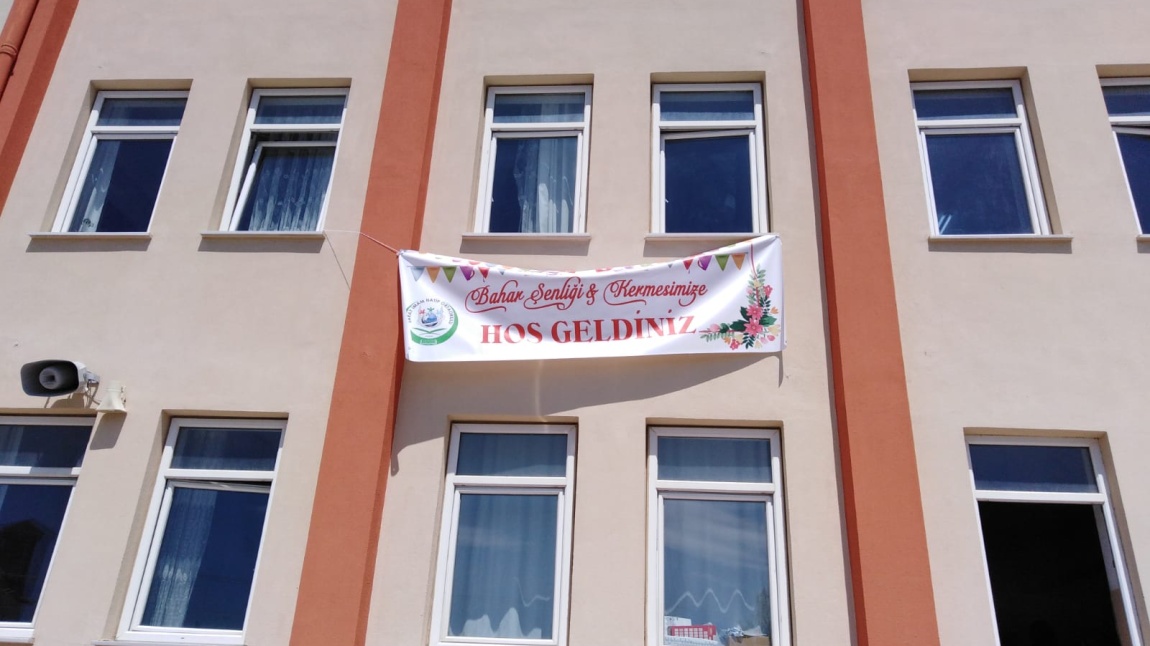 Bahar Şenliği & Kermesimize
HOŞ GELDİNİZ